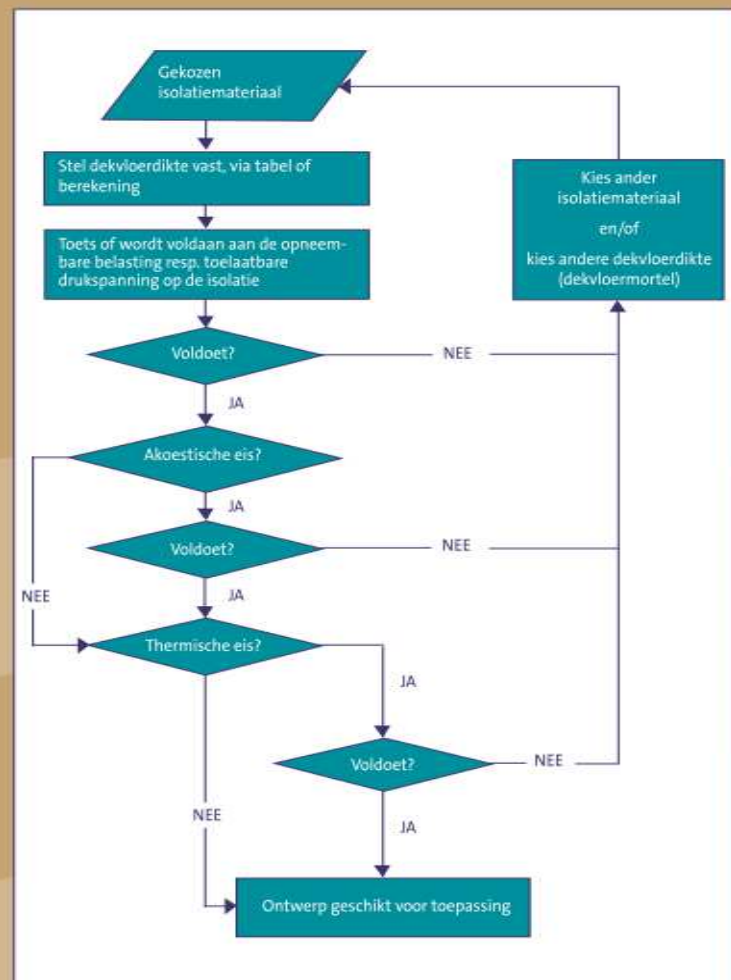 Gekozen
isolatiemateriaal
Stel dekvloerdikte vast, via tabel of
berekening
Kies ander
isolatiemateriaal
en/of
kies andere dekvloerdikte
(dekvloermortel)
Toets of wordt voldaan aan de opneem-
bare belasting resp. toelaatbare
drukspanning op de isolatie
Voldoet?
NEE
JA
Akoestische eis?
JA
Voldoet?
NEE
NEE
JA
Thermische eis?
JA
Voldoet?
NEE
NEE
JA
Ontwerp geschikt voor toepassing